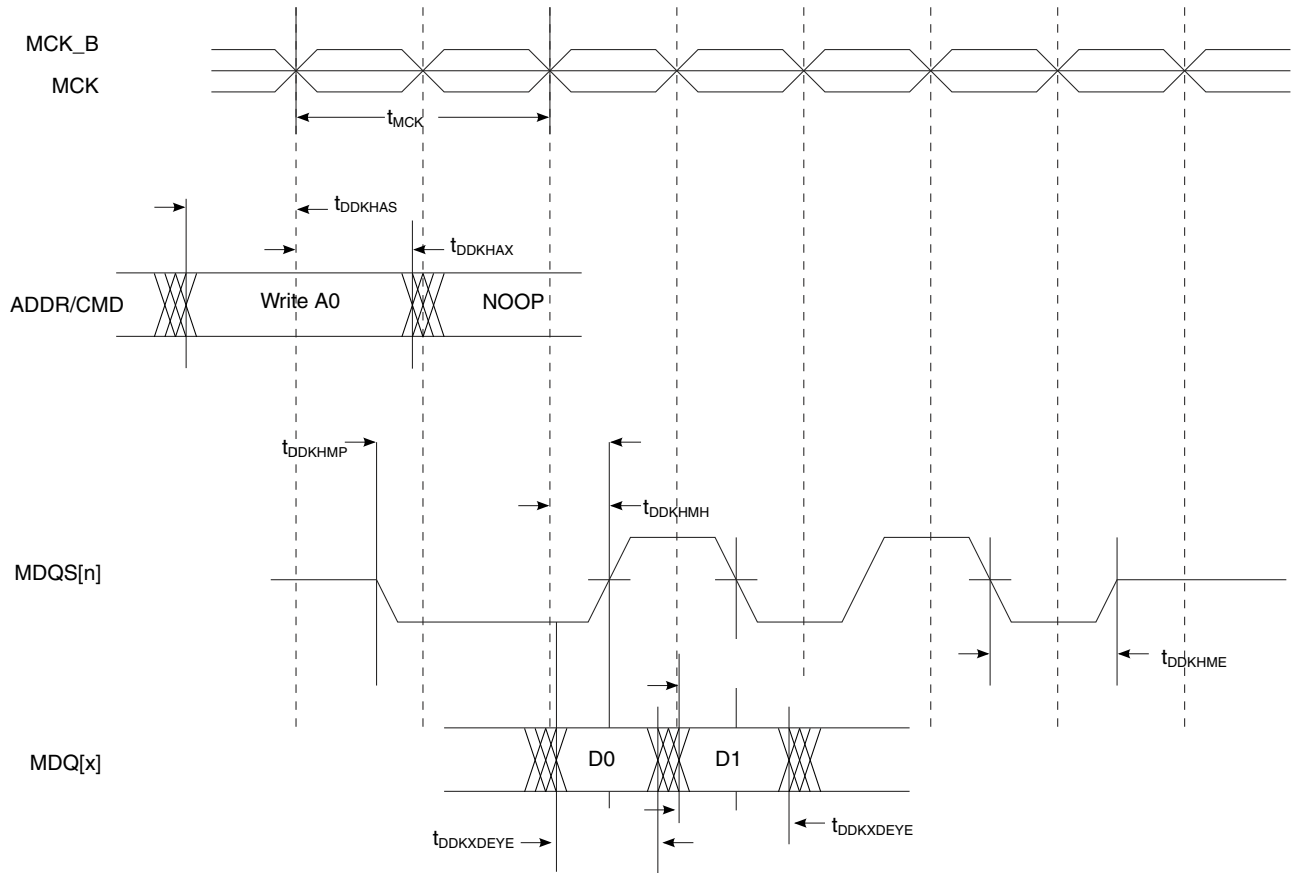 MCK_B
MCK
tMCK
tDDKHAS
tDDKHAX
ADDR/CMD
Write A0
NOOP
tDDKHMP
tDDKHMH
MDQS[n]
tDDKHME
MDQ[x]
D0
D1
tDDKXDEYE
tDDKXDEYE